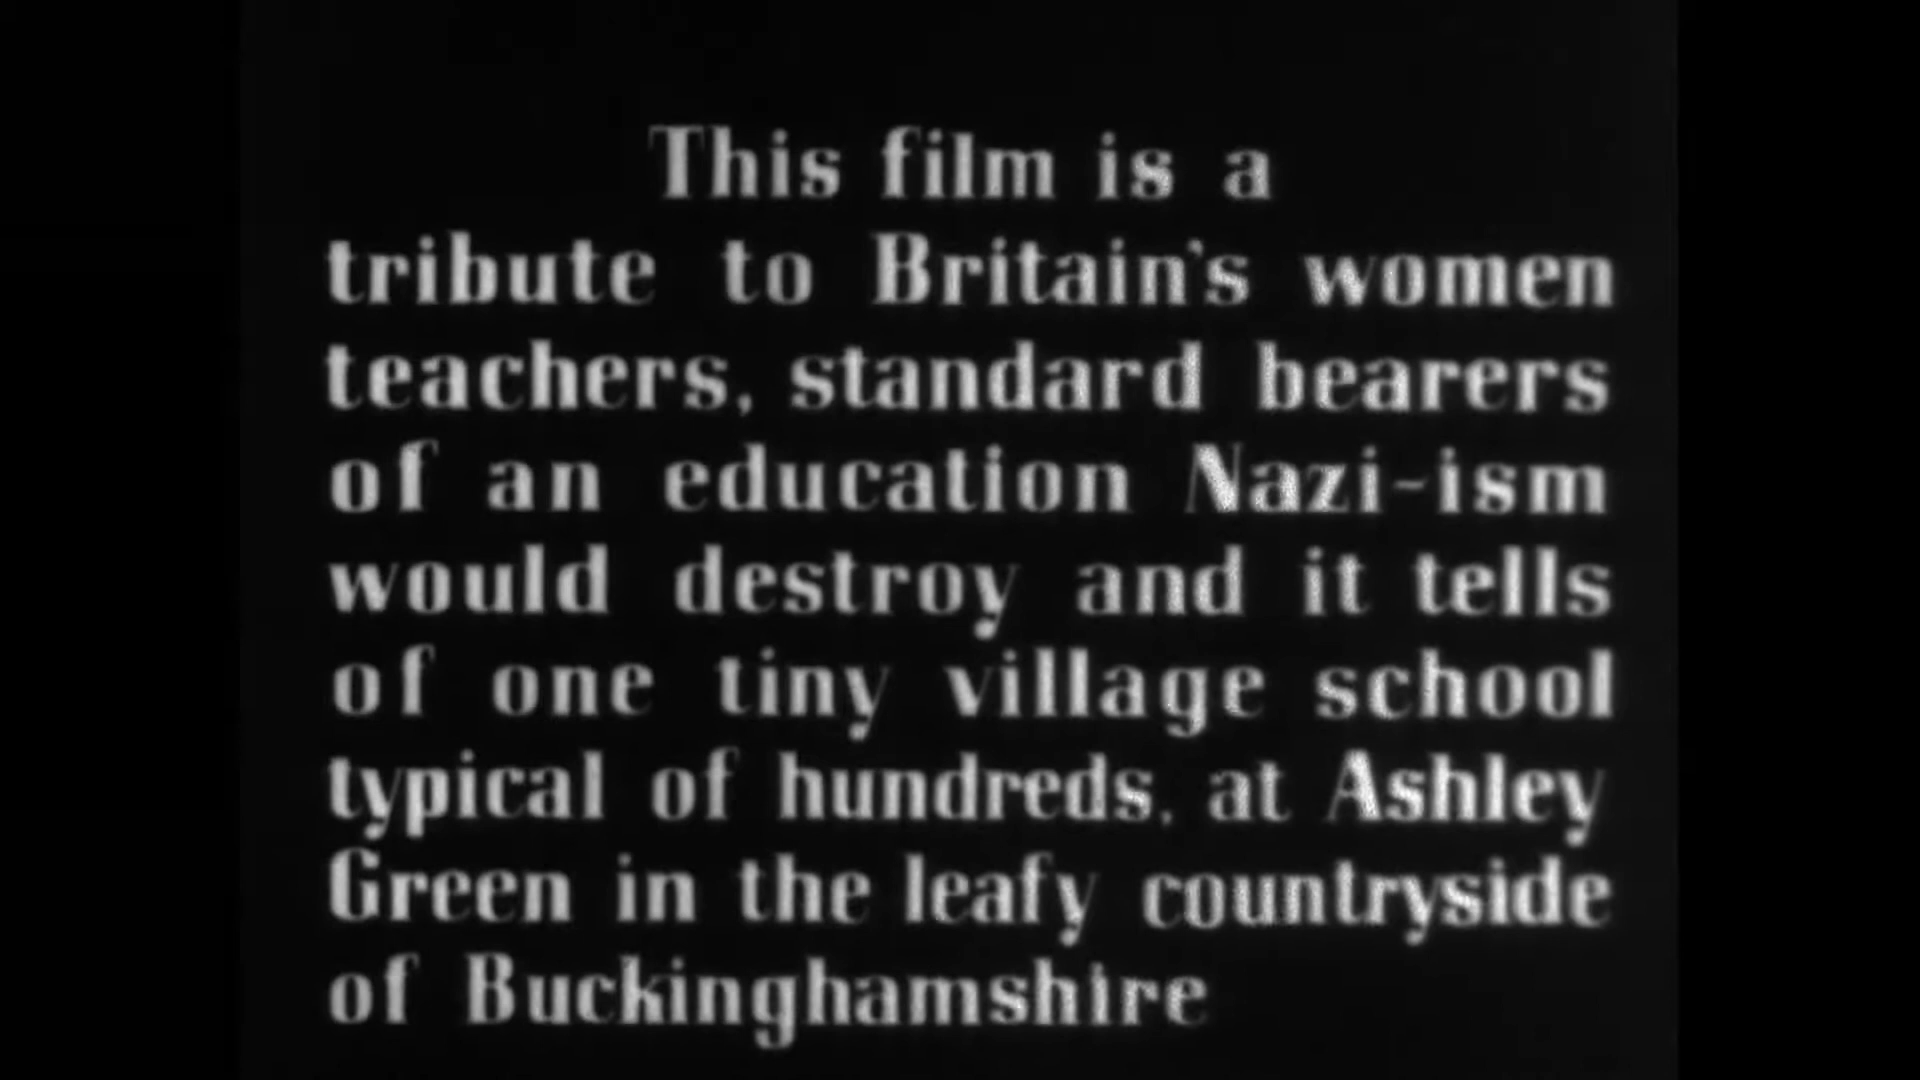 This film is a
tribute to Britain's women
teachers, standard bearers
of an education Nazi-ism
would destroy and it tells
of one tiny village school
typical of hundreds, at Ashley
Green in the leafy countryside
of Buckinghamshire